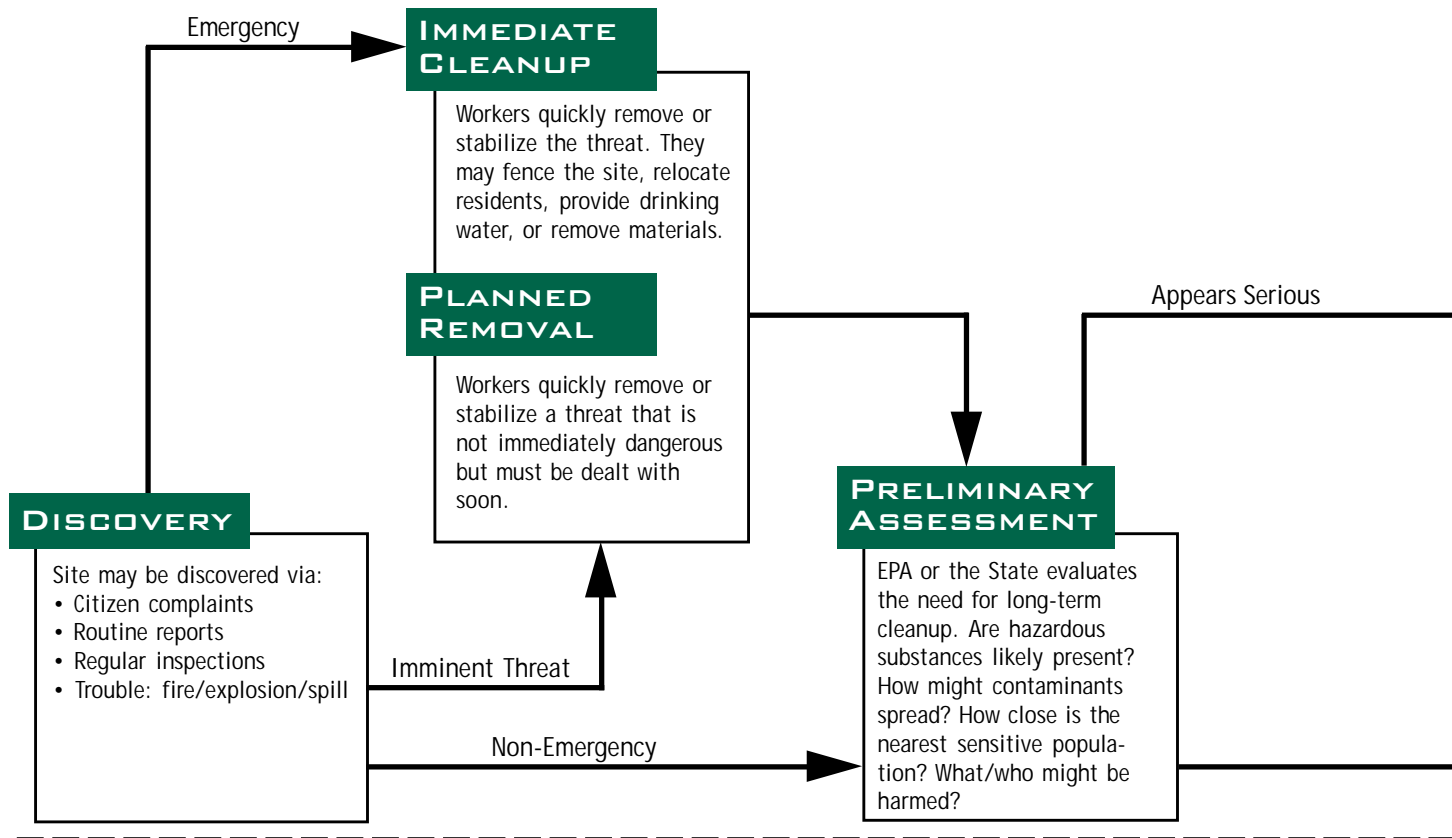 Emergency
IMMEDIATE
CLEANUP
Workers quickly remove or
stabilize the threat. They
may fence the site, relocate
residents, provide drinking
water, or remove materials.
PLANNED
REMOVAL
Workers quickly remove or
stabilize a threat that is
not immediately dangerous
but must be dealt with
soon.
DISCOVERY
Site may be discovered via:
• Citizen complaints
• Routine reports
• Regular inspections
• Trouble: fire/explosion/spill
Imminent Threat
Non-Emergency
Appears Serious
PRELIMINARY
ASSESSMENT
EPA or the State evaluates
the need for long-term
cleanup. Are hazardous
substances likely present?
How might contaminants
spread? How close is the
nearest sensitive popula-
tion? What/who might be
harmed?